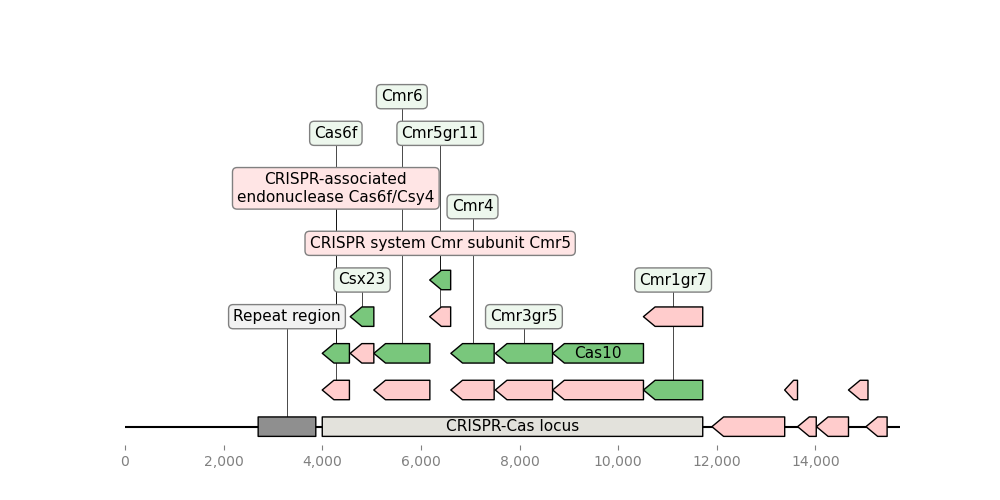 Cmr6
Cas6f
Cmr5gr11
CRISPR-associated
endonuclease Cas6f/Csy4
Cmr4
CRISPR system Cmr subunit Cmr5
Csx23
Cmr1gr7
Repeat region
Cmr3gr5
Cas10
CRISPR-Cas locus
0
2,000
4,000
6,000
8,000
10,000
12,000
14,000